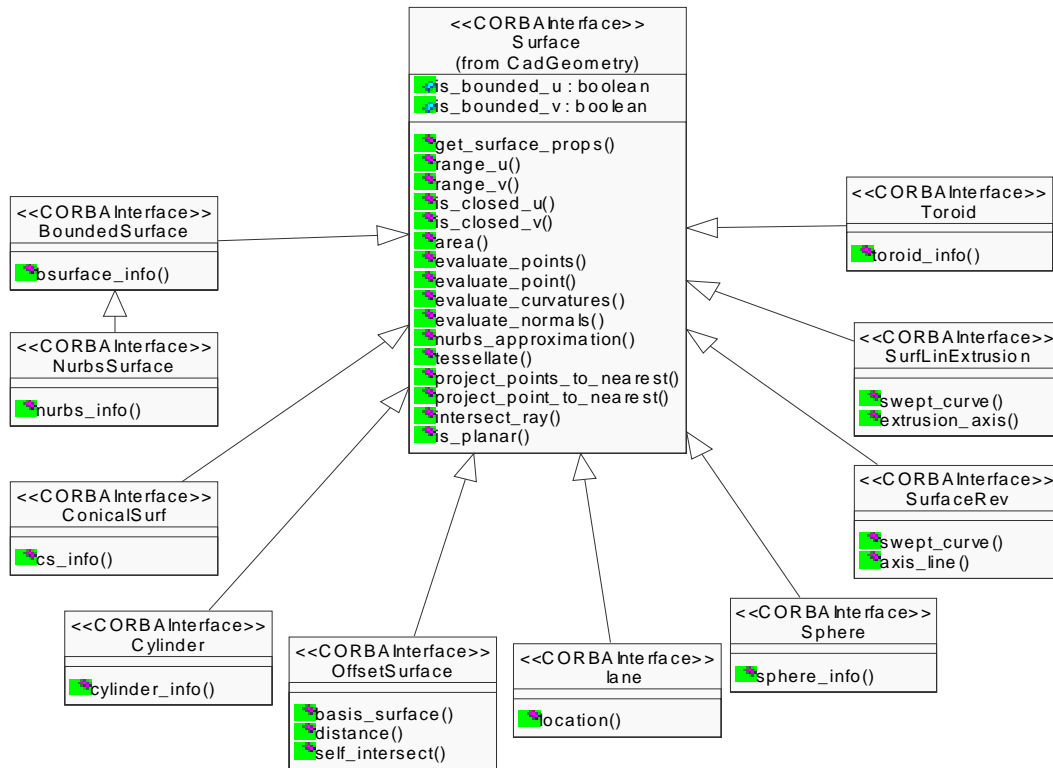 <<CORBAInterface>>
Surface
(from CadGeometry)
is_bounded_u : boolean
is_bounded_v : boolean
get_surface_props()
range_u()
range_v()
is_closed_u()
is_closed_v()
area()
evaluate_points()
evaluate_point()
evaluate_curvatures()
evaluate_normals()
nurbs_approximation()
tessellate()
project_points_to_nearest()
project_point_to_nearest()
intersect_ray()
is_planar()
<<CORBAInterface>>
BoundedSurface
bsurface_info()
<<CORBAInterface>>
NurbsSurface
nurbs_info()
<<CORBAInterface>>
ConicalSurf
cs_info()
<<CORBAInterface>>
Cylinder
cylinder_info()
<<CORBAInterface>>
OffsetSurface
basis_surface()
distance()
self_intersect()
<<CORBAInterface>>
lane
location()
<<CORBAInterface>>
Sphere
sphere_info()
<<CORBAInterface>>
SurfaceRev
swept_curve()
axis_line()
<<CORBAInterface>>
SurfLinExtrusion
swept_curve()
extrusion_axis()
<<CORBAInterface>>
Toroid
toroid_info()